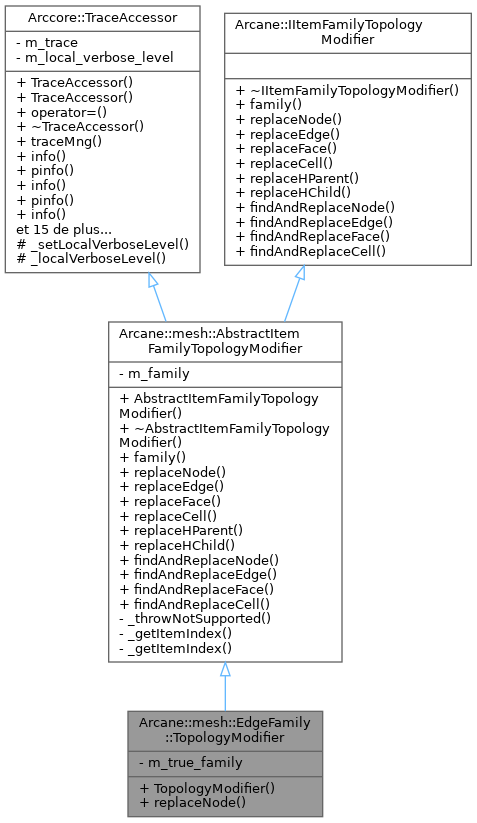 Arccore::TraceAccessor
- m_trace
- m_local_verbose_level
+ TraceAccessor()
+ TraceAccessor()
+ operator=()
+ ~TraceAccessor()
+ traceMng()
+ info()
+ pinfo()
+ info()
+ pinfo()
+ info()
et 15 de plus...
# _setLocalVerboseLevel()
# _localVerboseLevel()
Arcane::IItemFamilyTopology
Modifier
+ ~IItemFamilyTopologyModifier()
+ family()
+ replaceNode()
+ replaceEdge()
+ replaceFace()
+ replaceCell()
+ replaceHParent()
+ replaceHChild()
+ findAndReplaceNode()
+ findAndReplaceEdge()
+ findAndReplaceFace()
+ findAndReplaceCell()
Arcane::mesh::AbstractItem
FamilyTopologyModifier
- m_family
+ AbstractItemFamilyTopology
Modifier()
+ ~AbstractItemFamilyTopology
Modifier()
+ family()
+ replaceNode()
+ replaceEdge()
+ replaceFace()
+ replaceCell()
+ replaceHParent()
+ replaceHChild()
+ findAndReplaceNode()
+ findAndReplaceEdge()
+ findAndReplaceFace()
+ findAndReplaceCell()
- _throwNotSupported()
- _getItemIndex()
- _getItemIndex()
Arcane::mesh::EdgeFamily
::TopologyModifier
- m_true_family
+ TopologyModifier()
+ replaceNode()